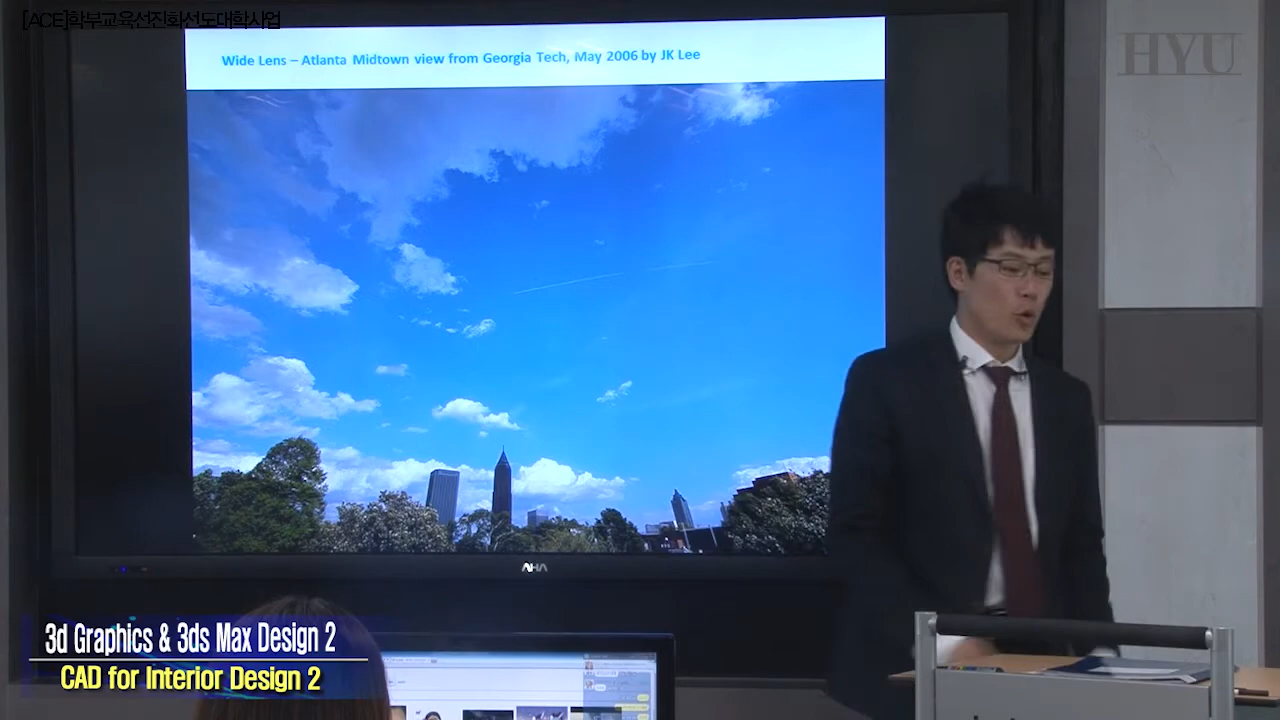 [ACE]학부교육선진화선도대학사업
HYU
Wide Lens – Atlanta Midtown view from Georgia Tech, May 2006 by JK Lee
AHA
3d Graphics & 3ds Max Design 2
CAD for Interior Design 2